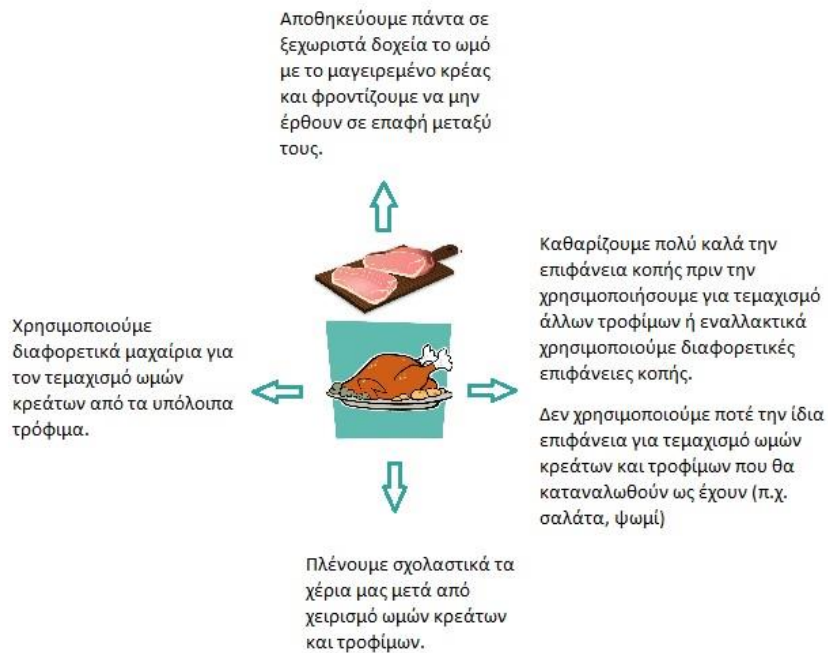 Αποθηκεύουμε πάντα σε
ξεχωριστά δοχεία το ωμό
με το μαγειρεμένο κρέας
και φροντίζουμε να μην
έρθουν σε επαφή μεταξύ
τους.
Χρησιμοποιούμε
διαφορετικά μαχαίρια για
τον τεμαχισμό ωμών
κρεάτων από τα υπόλοιπα
τρόφιμα.
Καθαρίζουμε πολύ καλά την
επιφάνεια κοπής πριν την
χρησιμοποιήσουμε για τεμαχισμό
άλλων τροφίμων ή εναλλακτικά
χρησιμοποιούμε διαφορετικές
επιφάνειες κοπής.
Δεν χρησιμοποιούμε ποτέ την ίδια
επιφάνεια για τεμαχισμό ωμών
κρεάτων και τροφίμων που θα
καταναλωθούν ως έχουν (π.χ.
σαλάτα, ψωμί)
Πλένουμε σχολαστικά τα
χέρια μας μετά από
χειρισμό ωμών κρεάτων
και τροφίμων.